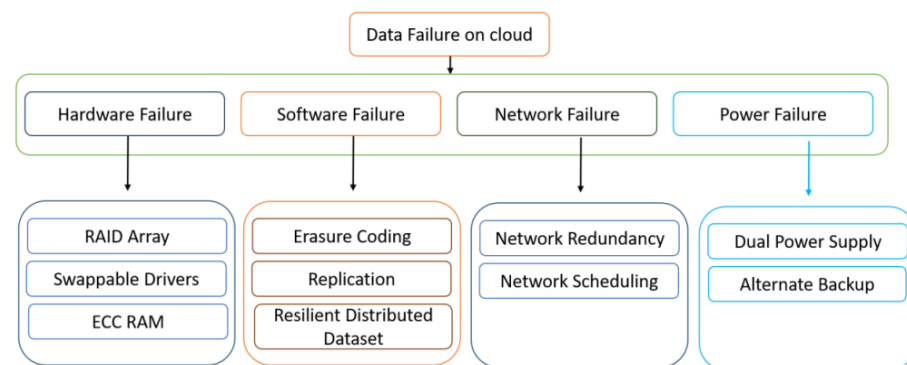 Data Failure on cloud
Hardware Failure
Software Failure
Network Failure
Power Failure
RAID Array
Swappable Drivers
ECC RAM
Erasure Coding
Replication
Resilient Distributed
Dataset
Network Redundancy
Network Scheduling
Dual Power Supply
Alternate Backup